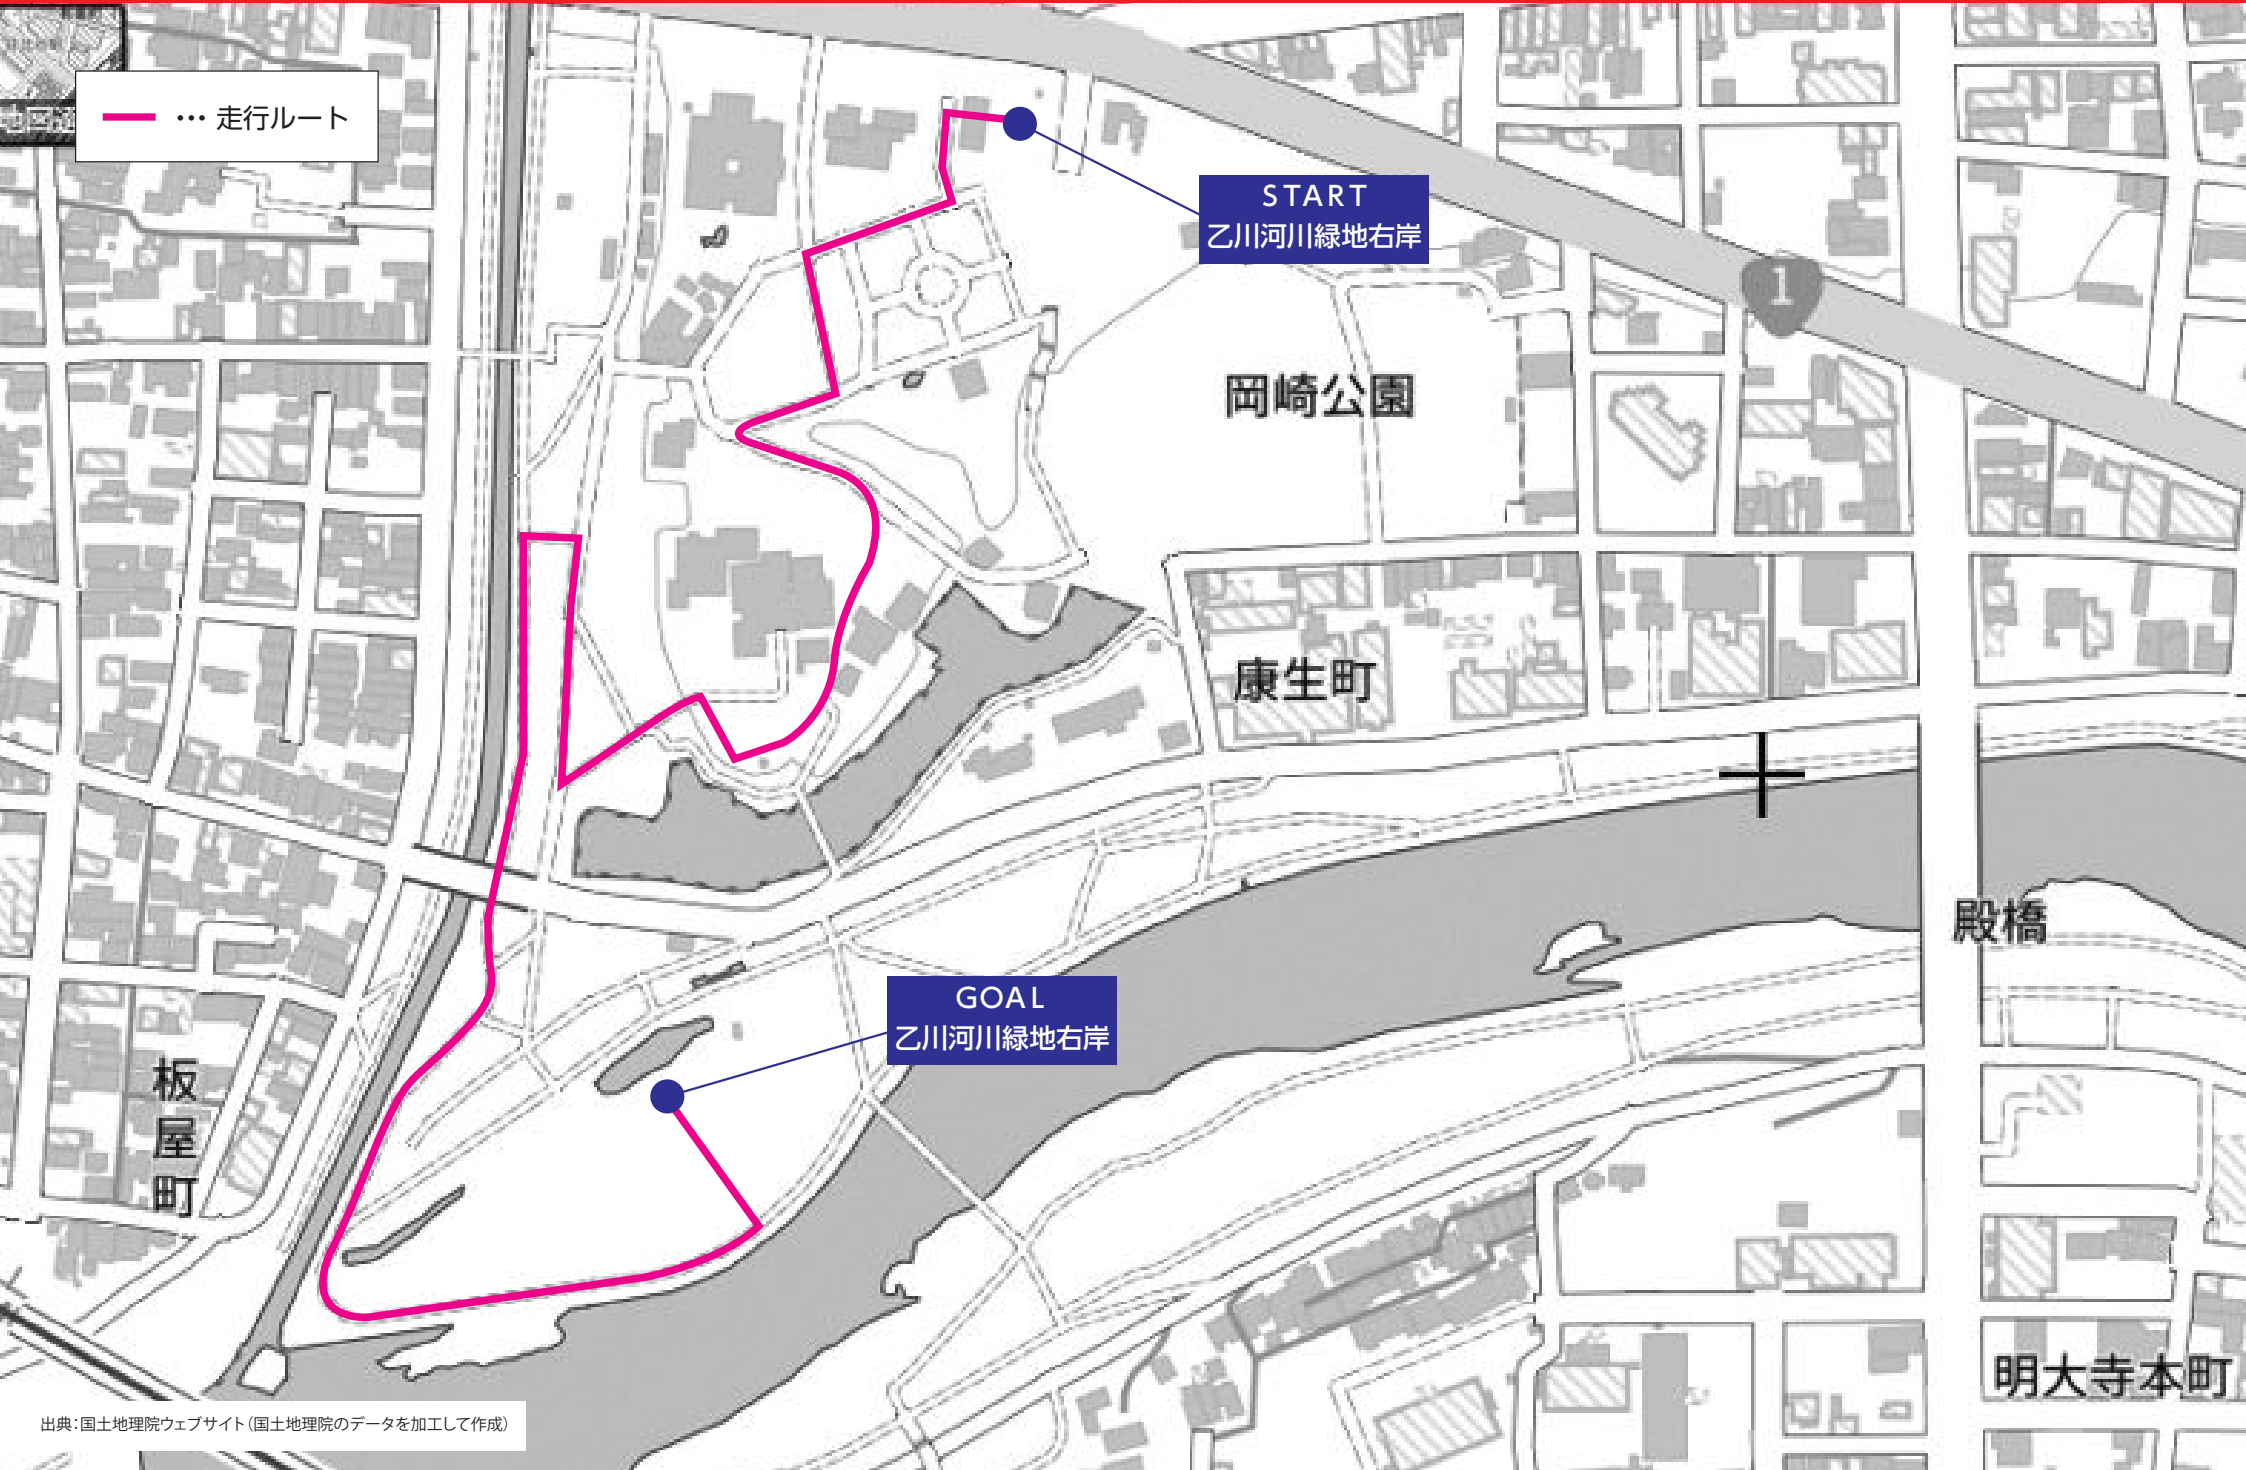 … 走行ルート
START
乙川河川緑地右岸
1
岡崎公園
康生町
殿橋
GOAL
乙川河川緑地右岸
板屋町
明大寺本町
出典:国土地理院ウェブサイト(国土地理院のデータを加工して作成)